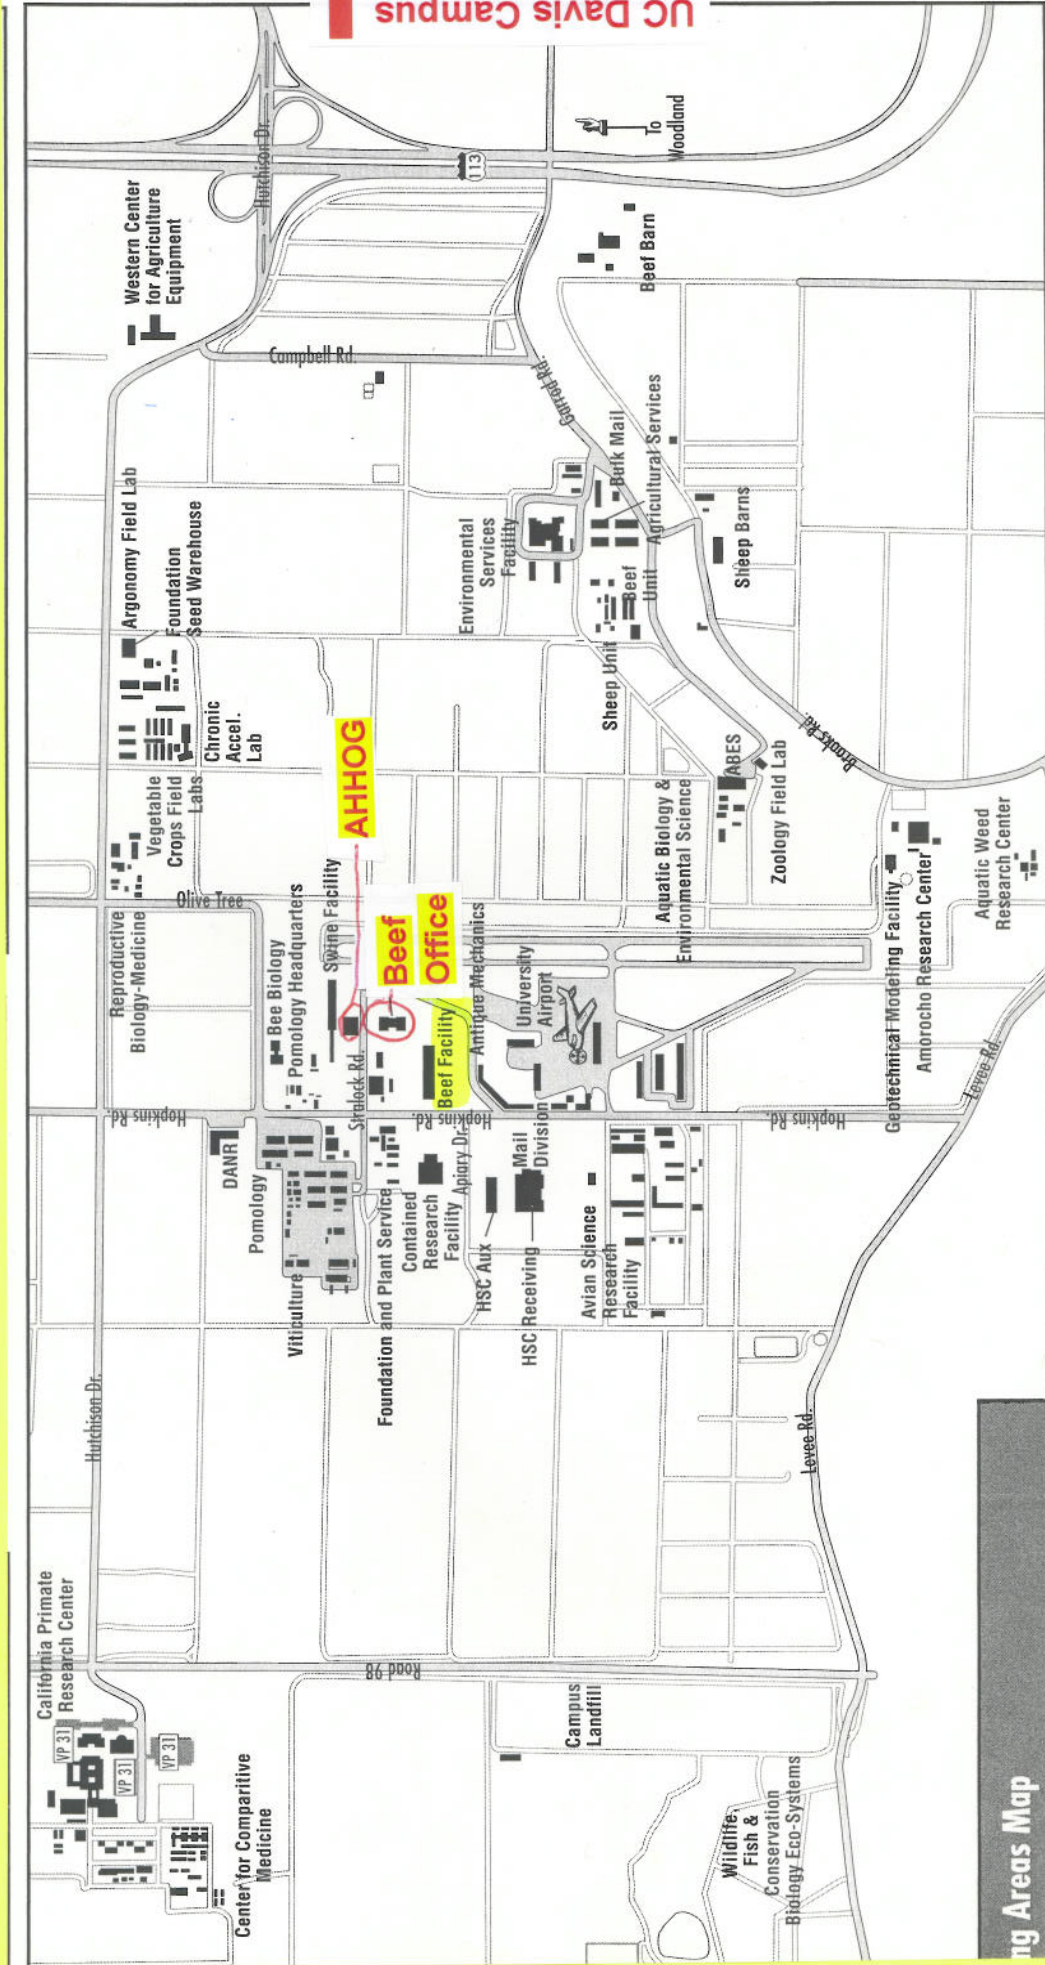 UC Davis Campus
Hutchison Dr.
113
To
Woodland
Western Center
for Agriculture
Equipment
Beef Barn
Campbell Rd.
Garrod Rd.
Bulk Mail
Agricultural Services
Argonomy Field Lab
Foundation
Seed Warehouse
Environmental
Services
Facility
Sheep Barns
Beef
Unit
Sheep Unit
Chronic
Accel.
Lab
Vegetable
Crops Field
Labs
AHHOG
Brooks Rd.
ABES
Zoology Field Lab
Aquatic Biology &
Environmental Science
Aquatic Weed
Research Center
Olive Tree
Reproductive
Biology-Medicine
Bee Biology
Pomology Headquarters
Swine Facility
Beef
Office
Antique Mechanics
University
Airport
Beef Facility
Geotechnical Modeling Facility
Amorocho Research Center
Levee Rd.
Stralock Rd.
Hopkins Rd.
Hopkins Rd.
Hopkins Rd.
Hopkins Rd.
DANR
Pomology
Viticulture
Foundation and Plant Service
Contained
Research
Facility
Apiary Dr.
Mail
Division
HSC Aux
HSC Receiving
Avian Science
Research
Facility
Hutchison Dr.
Levee Rd.
Road 98
California Primate
Research Center
VP 31
VP 31
VP 31
Center for Comparitive
Medicine
Campus
Landfill
Wildlife,
Fish &
Conservation
Biology Eco-Systems
ng Areas Map